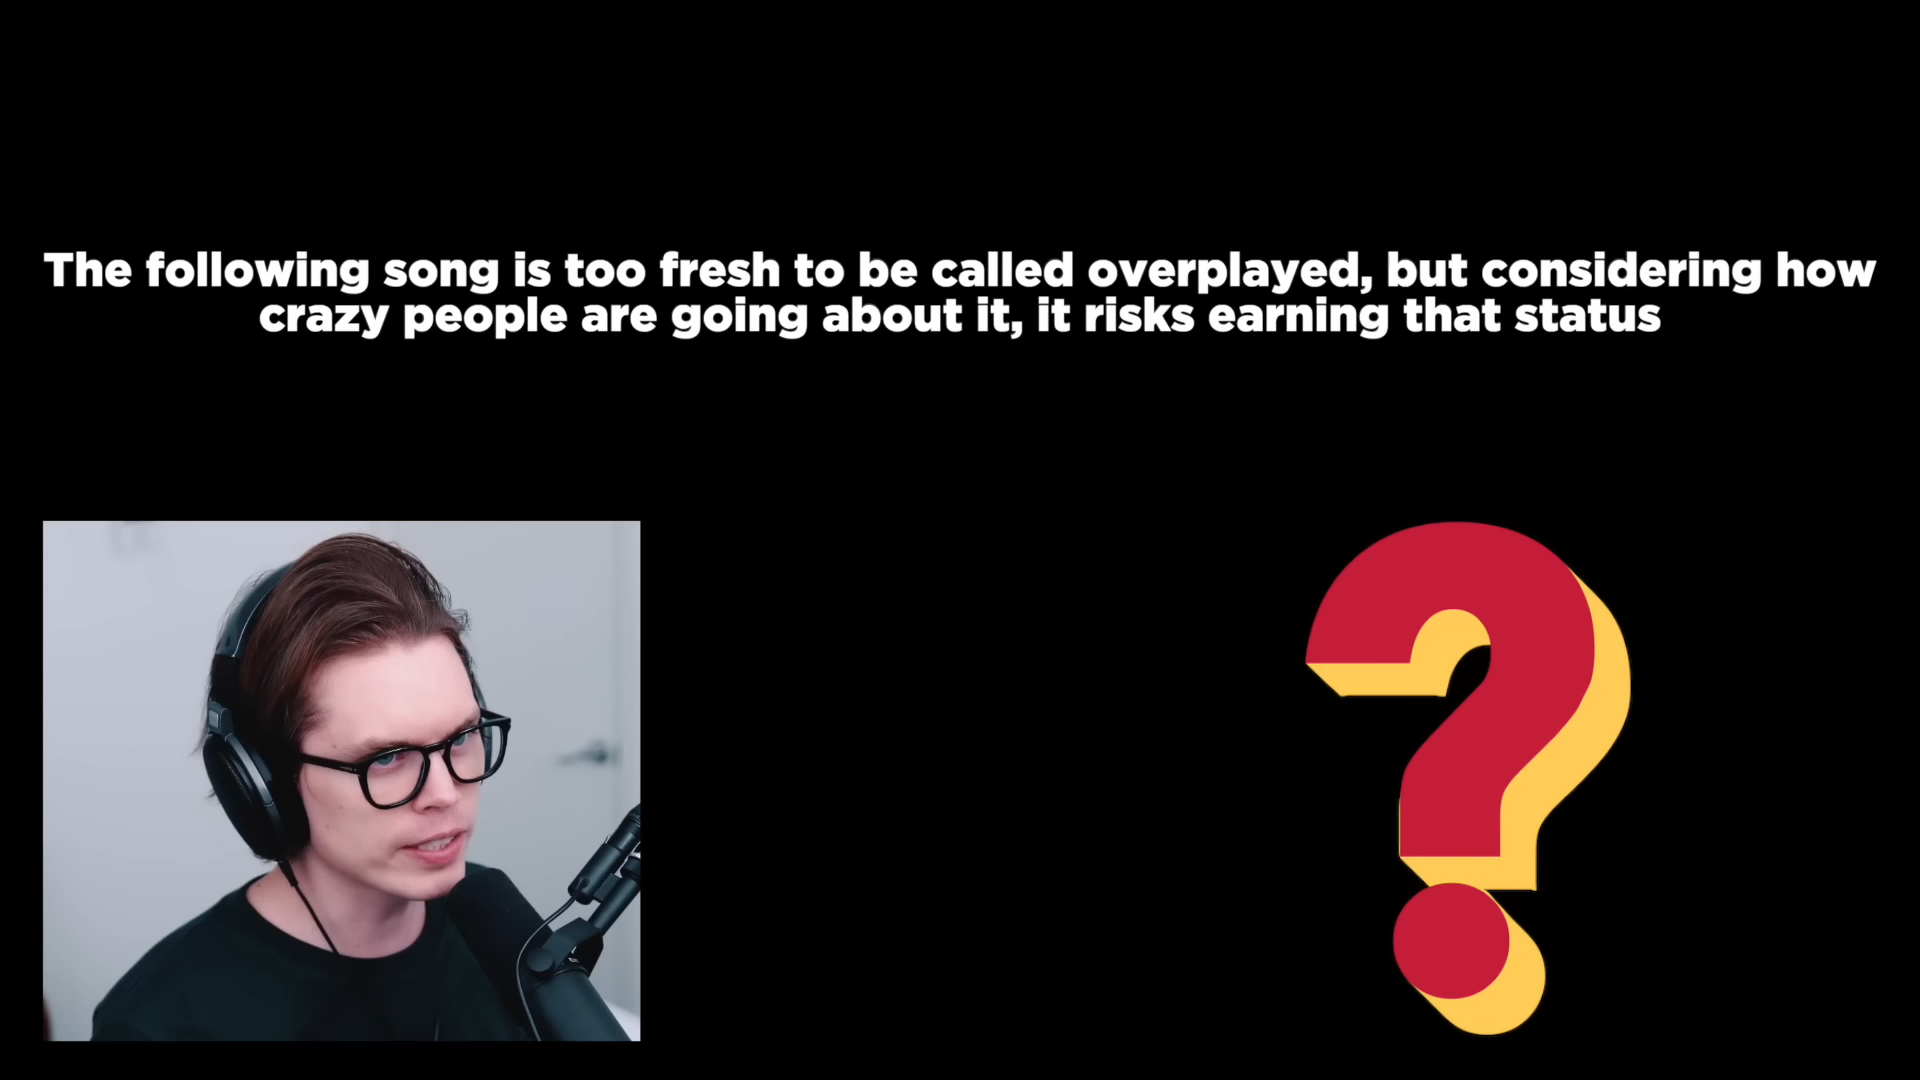 The following song is too fresh to be called overplayed, but considering how
crazy people are going about it, it risks earning that status
?